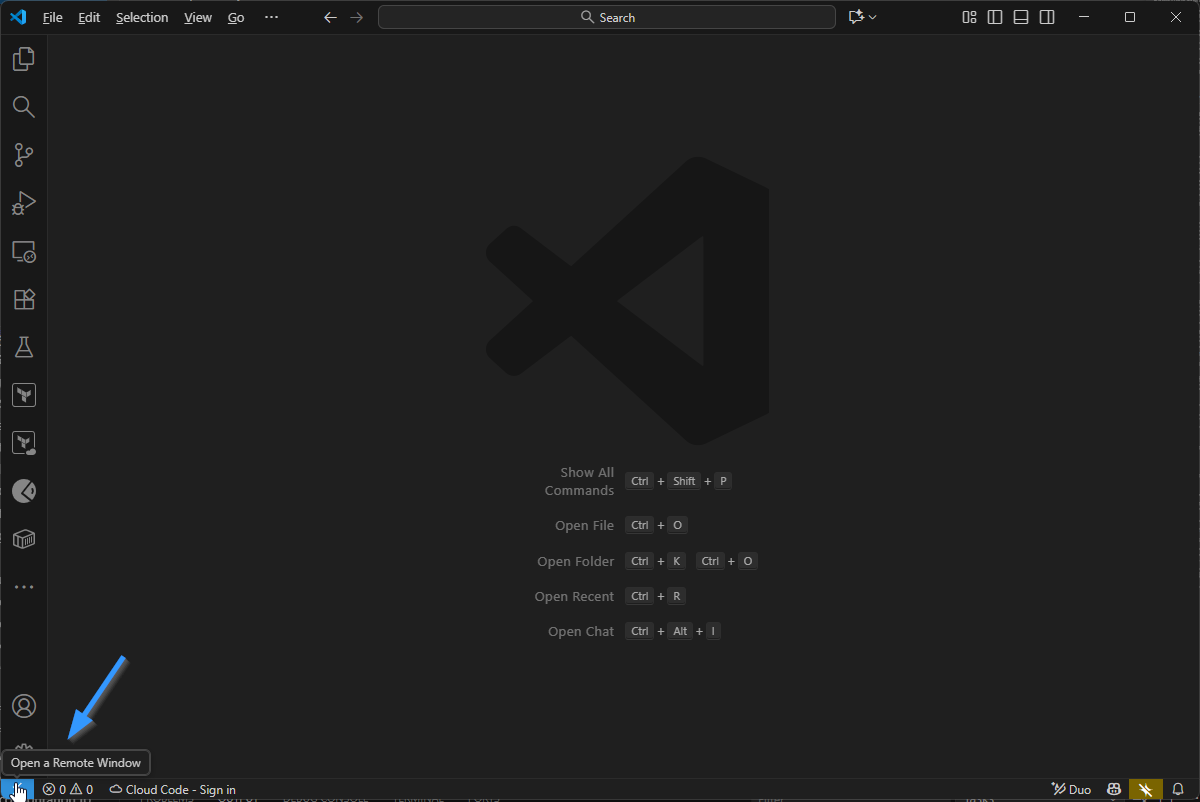 File Edit Selection View Go ··· Search
Show All
Commands Ctrl + Shift + P
Open File Ctrl + O
Open Folder Ctrl + K Ctrl + O
Open Recent Ctrl + R
Open Chat Ctrl + Alt + I
Open a Remote Window
0 0 Cloud Code - Sign in Duo